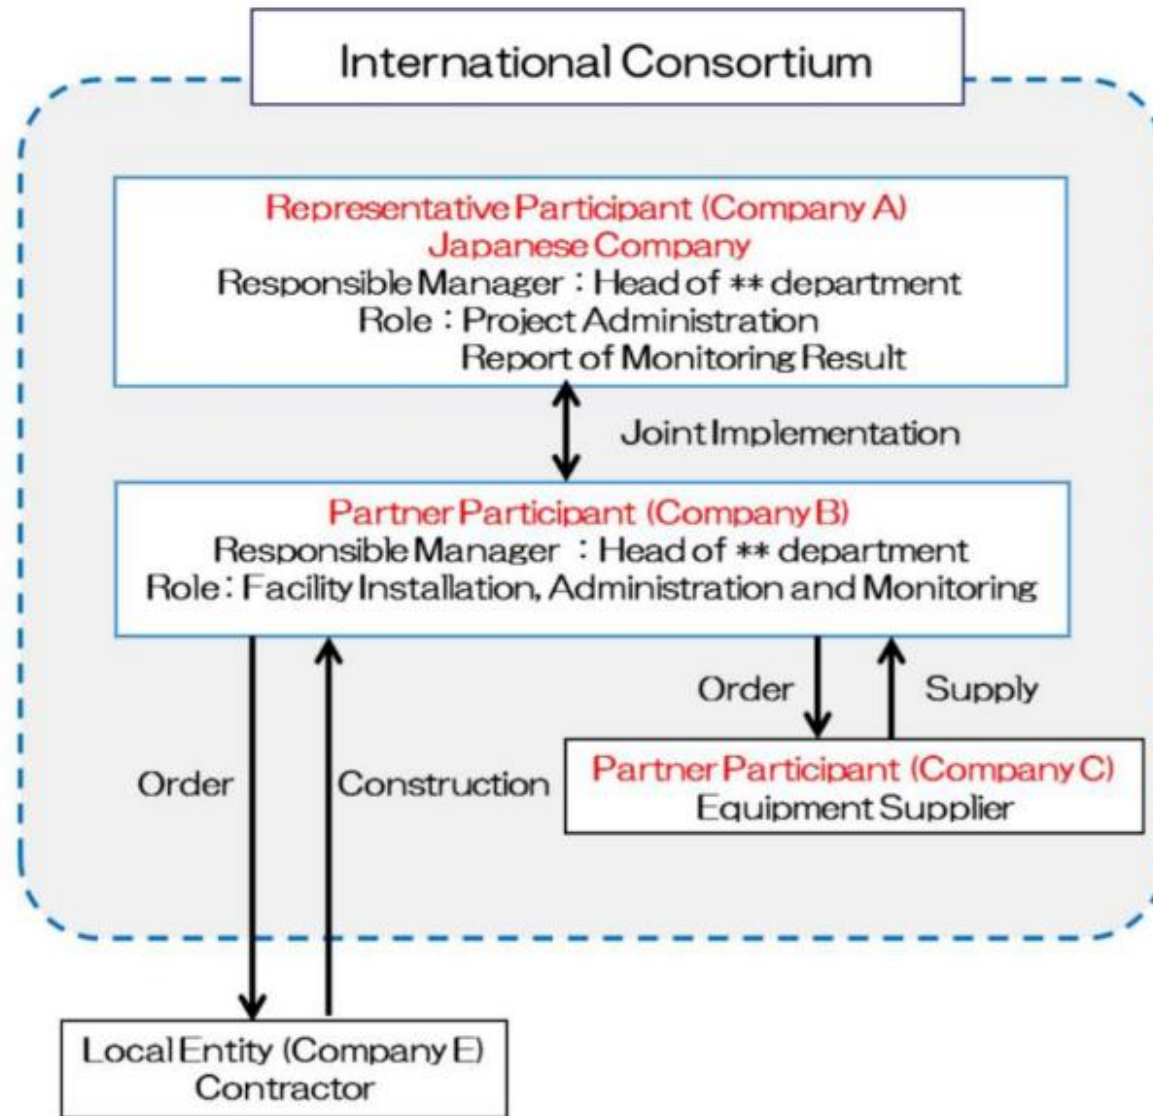 International Consortium
Representative Participant (Company A)
Japanese Company
Responsible Manager : Head of ** department
Role : Project Administration
Report of Monitoring Result
Joint Implementation
Partner Participant (Company B)
Responsible Manager : Head of ** department
Role : Facility Installation, Administration and Monitoring
Order
Supply
Partner Participant (Company C)
Equipment Supplier
Order
Construction
Local Entity (Company E)
Contractor